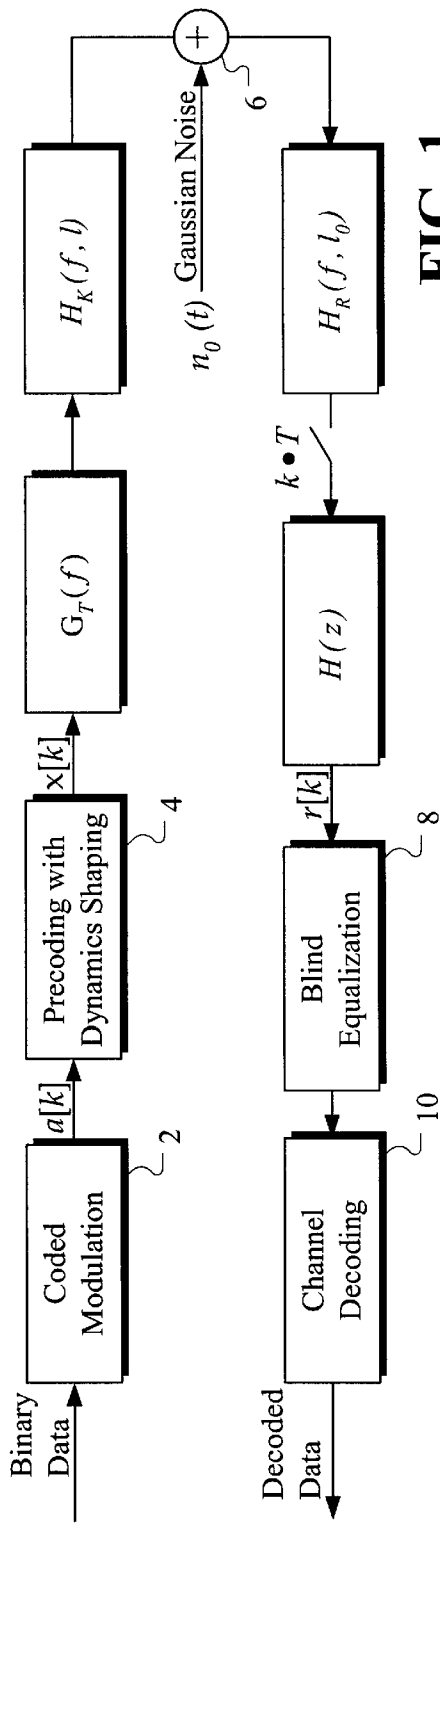 Binary
Data
Coded
Modulation
2
a[k]
Precoding with
Dynamics Shaping
4
x[k]
G_T(f)
H_K(f, l)
+
6
n_0(t) Gaussian Noise
H_R(f, l_0)
k•T
H(z)
r[k]
Blind
Equalization
8
Channel
Decoding
10
Decoded
Data
FIG. 1